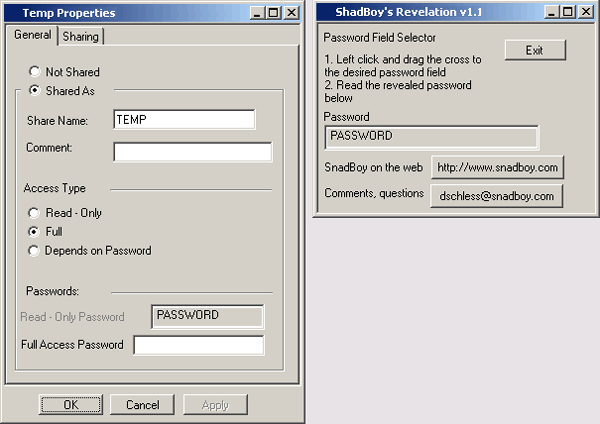 Temp Properties
General
Sharing
Not Shared
Shared As
Share Name:
TEMP
Comment:
Access Type
Read - Only
Full
Depends on Password
Passwords:
Read - Only Password
PASSWORD
Full Access Password
OK
Cancel
Apply
ShadBoy's Revelation v1.1
Password Field Selector
Exit
1. Left click and drag the cross to
the desired password field
2. Read the revealed password
below
Password
PASSWORD
SnadBoy on the web
http://www.snadboy.com
Comments, questions
dschless@snadboy.com